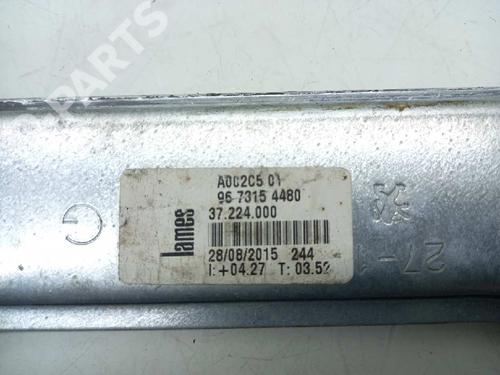 PARTS
A002C5 01
96 7315 4480
37.224.000
lames
28/08/2015 244
I: +04.27 T: 03.52
G
27-